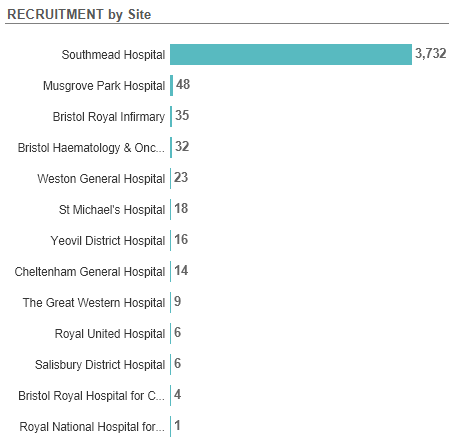 RECRUITMENT by Site
Southmead Hospital 3,732
Musgrove Park Hospital 48
Bristol Royal Infirmary 35
Bristol Haematology & Onc... 32
Weston General Hospital 23
St Michael's Hospital 18
Yeovil District Hospital 16
Cheltenham General Hospital 14
The Great Western Hospital 9
Royal United Hospital 6
Salisbury District Hospital 6
Bristol Royal Hospital for C... 4
Royal National Hospital for... 1